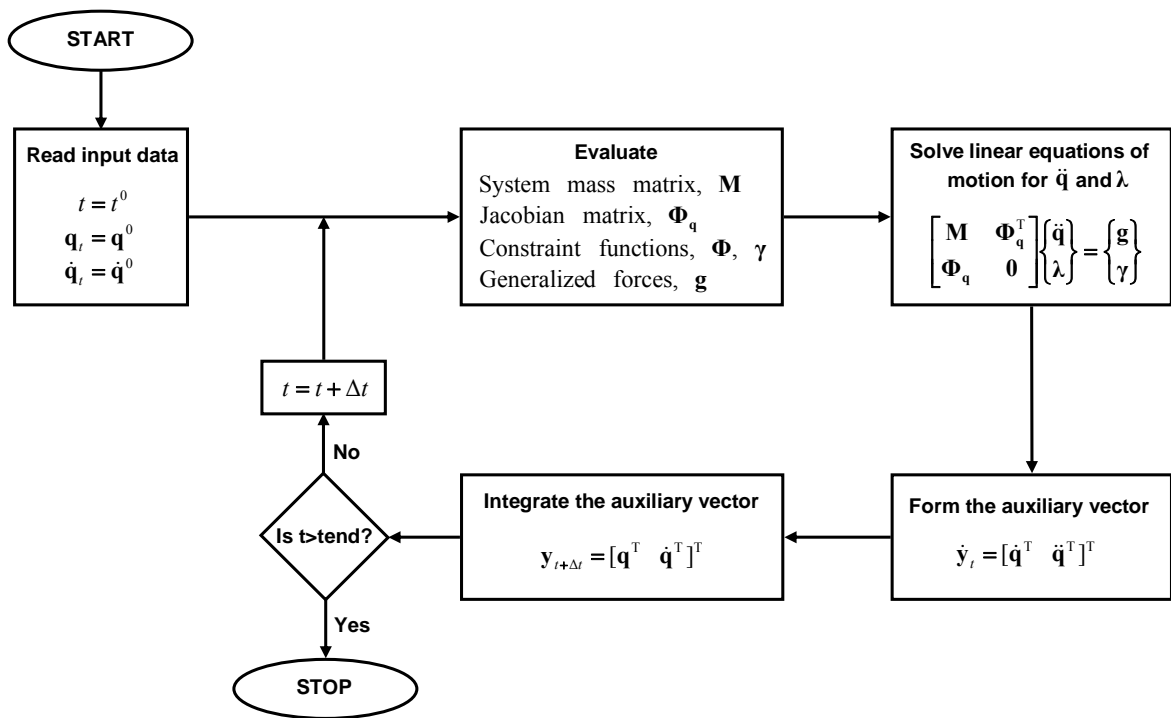 START
Read input data
t = t⁰
q_t = q⁰
q̇_t = q̇⁰
Evaluate
System mass matrix, M
Jacobian matrix, Φ_q
Constraint functions, Φ, γ
Generalized forces, g
Solve linear equations of
motion for q̈ and λ
[M Φ_q^T] {q̈} = {g}
[Φ_q 0] {λ} {γ}
Form the auxiliary vector
ẏ_t = [q̇^T q̈^T]^T
Integrate the auxiliary vector
y_{t+Δt} = [q^T q̇^T]^T
Is t>tend?
No
t = t + Δt
Yes
STOP